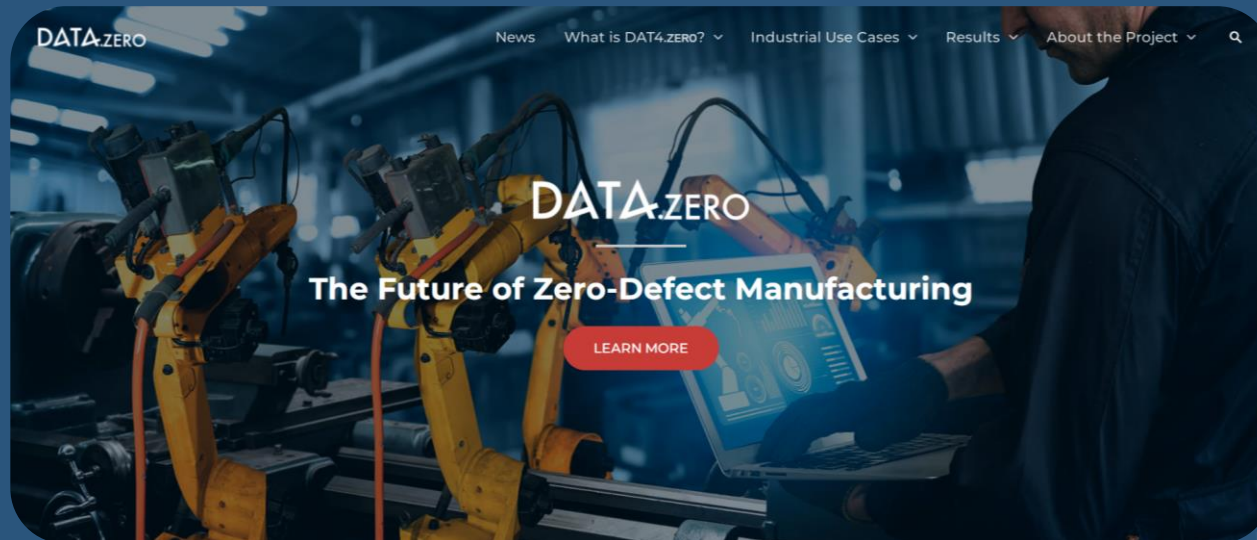 DATA.ZERO
News What is DAT4.ZERO? Industrial Use Cases Results About the Project
DATA.ZERO
The Future of Zero-Defect Manufacturing
LEARN MORE